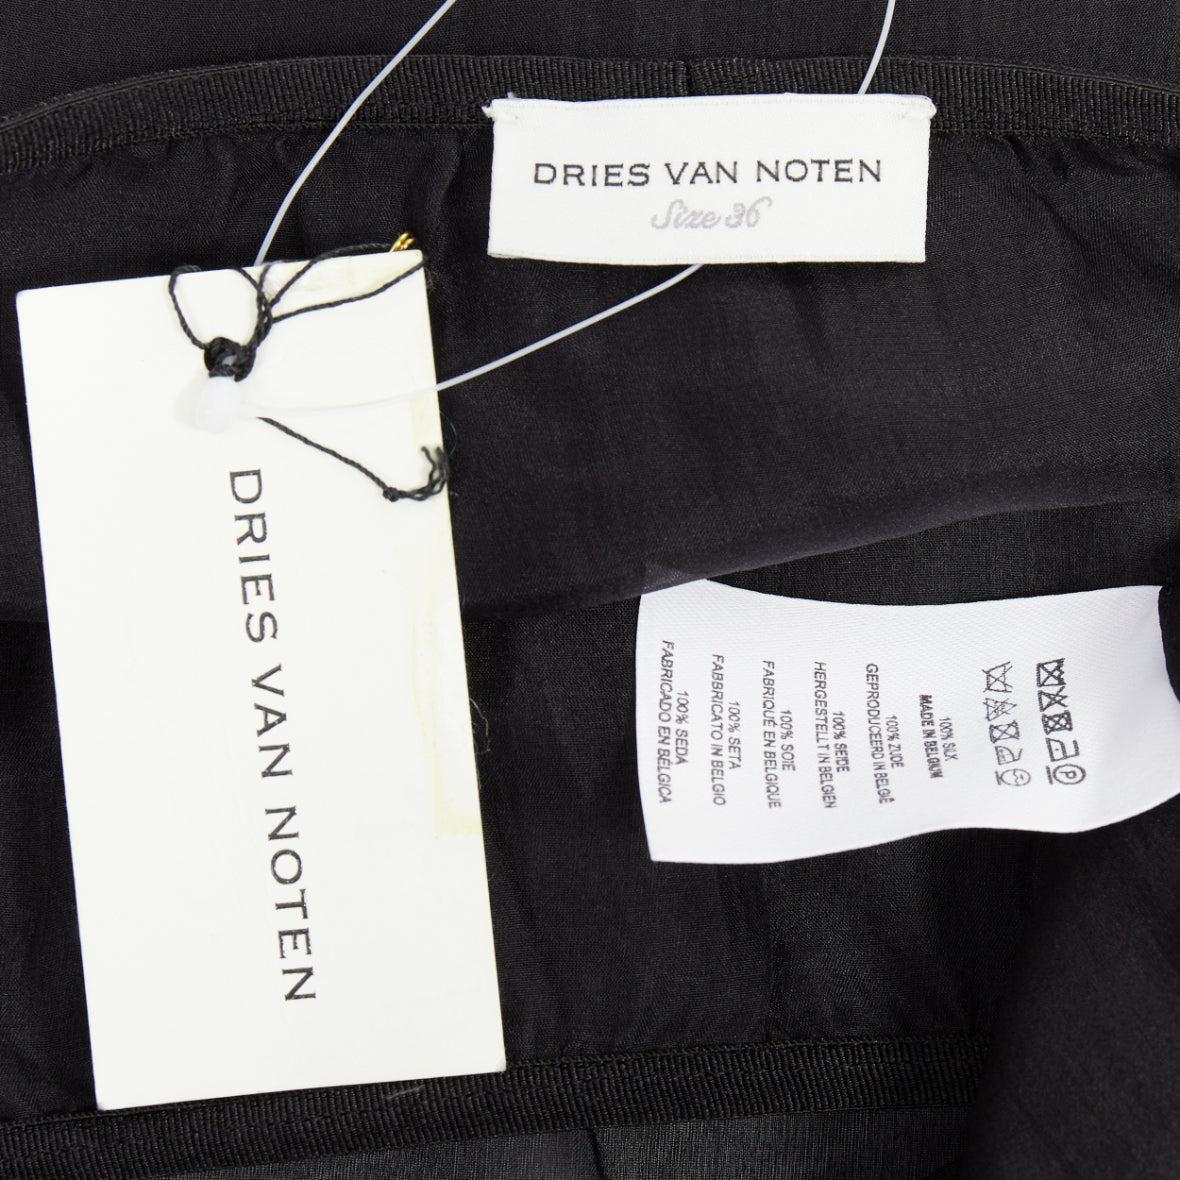 DRIES VAN NOTEN
Size 36
DRIES VAN NOTEN
100% SILK
MADE IN BELGIUM
100% ZIJDE
GEPRODUCEERD IN BELGIË
100% SEIDE
HERGESTELLT IN BELGIEN
100% SOIE
FABRIQUÉ EN BELGIQUE
100% SETA
FABBRICATO IN BELGIO
100% SEDA
FABRICADO EN BELGICA
P